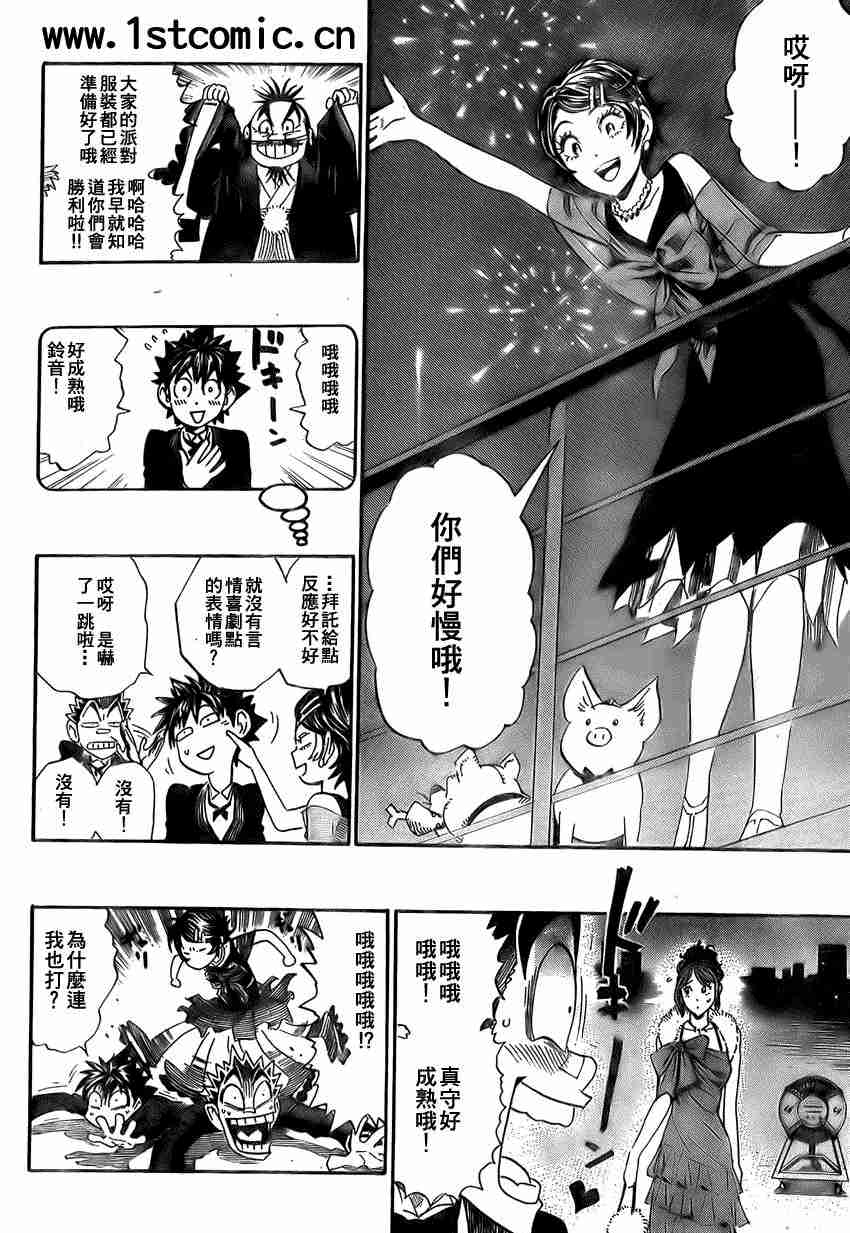 www.1stcomic.cn
哎呀——！
你們好慢哦！
大家的派對
服裝都已經
準備好了哦
啊哈哈哈
我早就知
道你們會
勝利啦!!
哦哦哦哦
ドキーン
好成熟哦
鈴音！
…拜託給點
反應好不好
就沒有言
情喜劇點
的表情嗎？
哎呀 是嚇
了一跳啦…
沒有！
沒有！
哦哦哦
哦哦！
真守好
成熟哦！
哦哦哦哦哦!?
為什麼連
我也打？